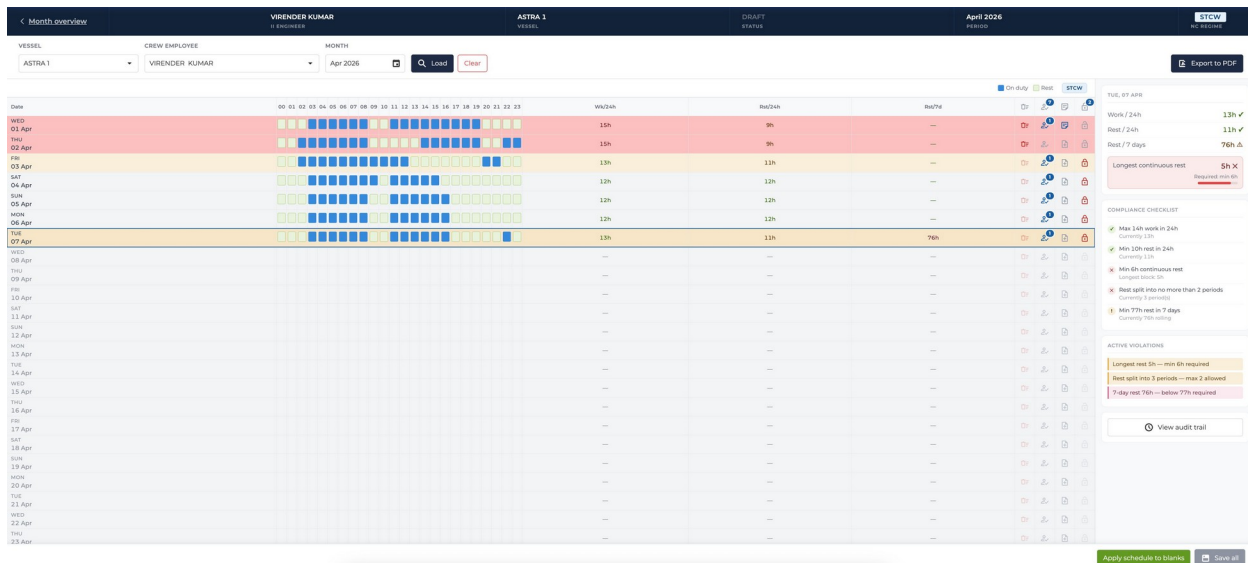 Month overview
VIRENDER KUMAR
II ENGINEER
ASTRA 1
VESSEL
DRAFT
STATUS
April 2026
PERIOD
STCW
NC REGIME
VESSEL
CREW EMPLOYEE
MONTH
ASTRA 1
VIRENDER KUMAR
Apr 2026
Load
Clear
Export to PDF
On duty
Rest
STCW
Date
00 01 02 03 04 05 06 07 08 09 10 11 12 13 14 15 16 17 18 19 20 21 22 23
Wk/24h
Rst/24h
Rst/7d
7
2
WED
01 Apr
15h
9h
—
1
THU
02 Apr
15h
9h
—
FRI
03 Apr
13h
11h
—
1
SAT
04 Apr
12h
12h
—
1
SUN
05 Apr
12h
12h
—
1
MON
06 Apr
12h
12h
—
1
TUE
07 Apr
13h
11h
76h
1
WED
08 Apr
— — —
THU
09 Apr
— — —
FRI
10 Apr
— — —
SAT
11 Apr
— — —
SUN
12 Apr
— — —
MON
13 Apr
— — —
TUE
14 Apr
— — —
WED
15 Apr
— — —
THU
16 Apr
— — —
FRI
17 Apr
— — —
SAT
18 Apr
— — —
SUN
19 Apr
— — —
MON
20 Apr
— — —
TUE
21 Apr
— — —
WED
22 Apr
— — —
THU
23 Apr
— — —
TUE, 07 APR
Work / 24h
13h
Rest / 24h
11h
Rest / 7 days
76h
Longest continuous rest
5h
Required: min 6h
COMPLIANCE CHECKLIST
Max 14h work in 24h
Currently 13h
Min 10h rest in 24h
Currently 11h
Min 6h continuous rest
Longest block: 5h
Rest split into no more than 2 periods
Currently 3 period(s)
Min 77h rest in 7 days
Currently 76h rolling
ACTIVE VIOLATIONS
Longest rest 5h — min 6h required
Rest split into 3 periods — max 2 allowed
7-day rest 76h — below 77h required
View audit trail
Apply schedule to blanks
Save all